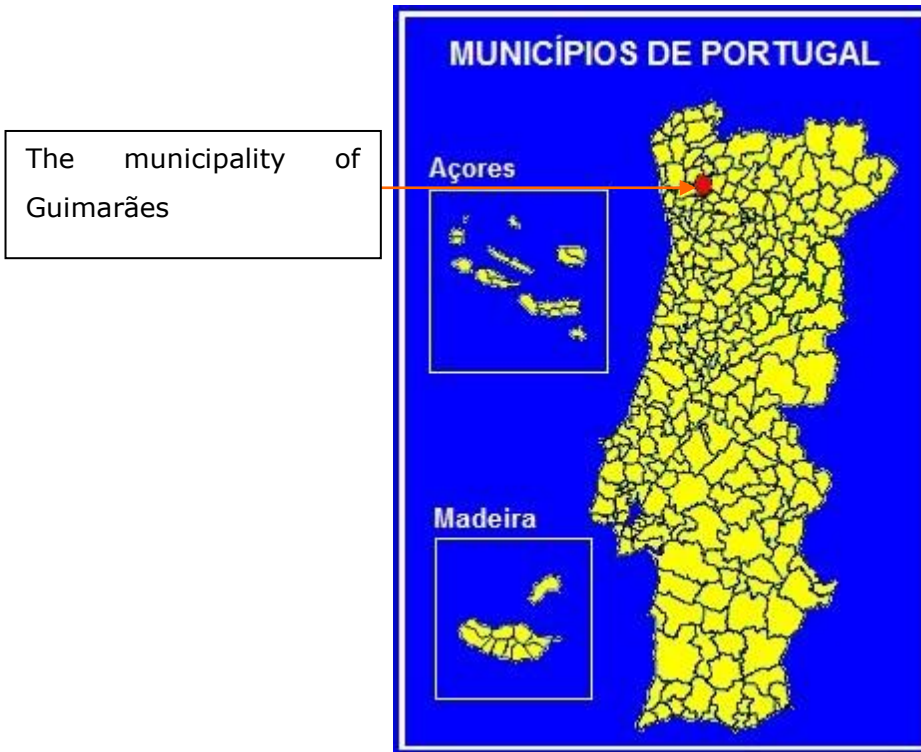 MUNICÍPIOS DE PORTUGAL
The municipality of
Guimarães
Açores
Madeira